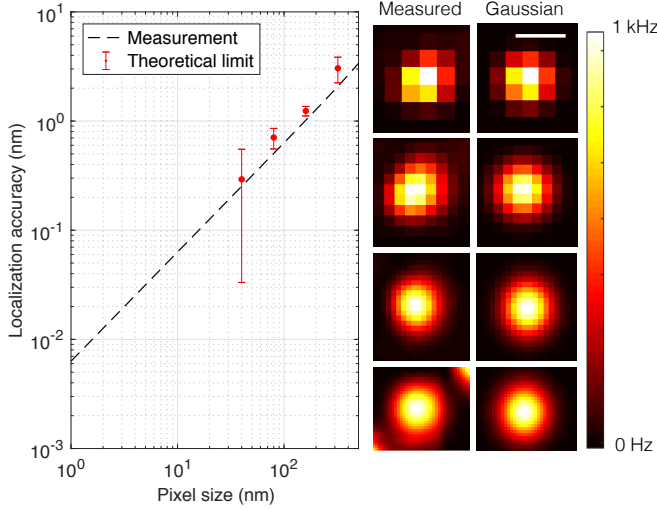 Measured Gaussian
Measurement
Theoretical limit
Localization accuracy (nm)
10^1
10^0
10^-1
10^-2
10^-3
10^0 10^1 10^2
Pixel size (nm)
1 kHz
0 Hz